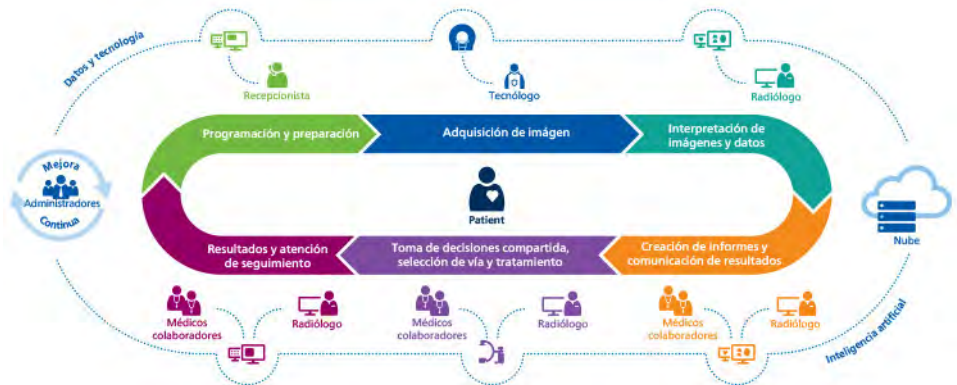 Datos y tecnología
Recepcionista
Tecnólogo
Radiólogo
Programación y preparación
Adquisición de imágen
Interpretación de
imágenes y datos
Mejora
Administradores
Continua
Patient
Nube
Resultados y atención
de seguimiento
Toma de decisiones compartida,
selección de vía y tratamiento
Creación de informes y
comunicación de resultados
Médicos
colaboradores
Radiólogo
Médicos
colaboradores
Radiólogo
Médicos
colaboradores
Radiólogo
Inteligencia artificial